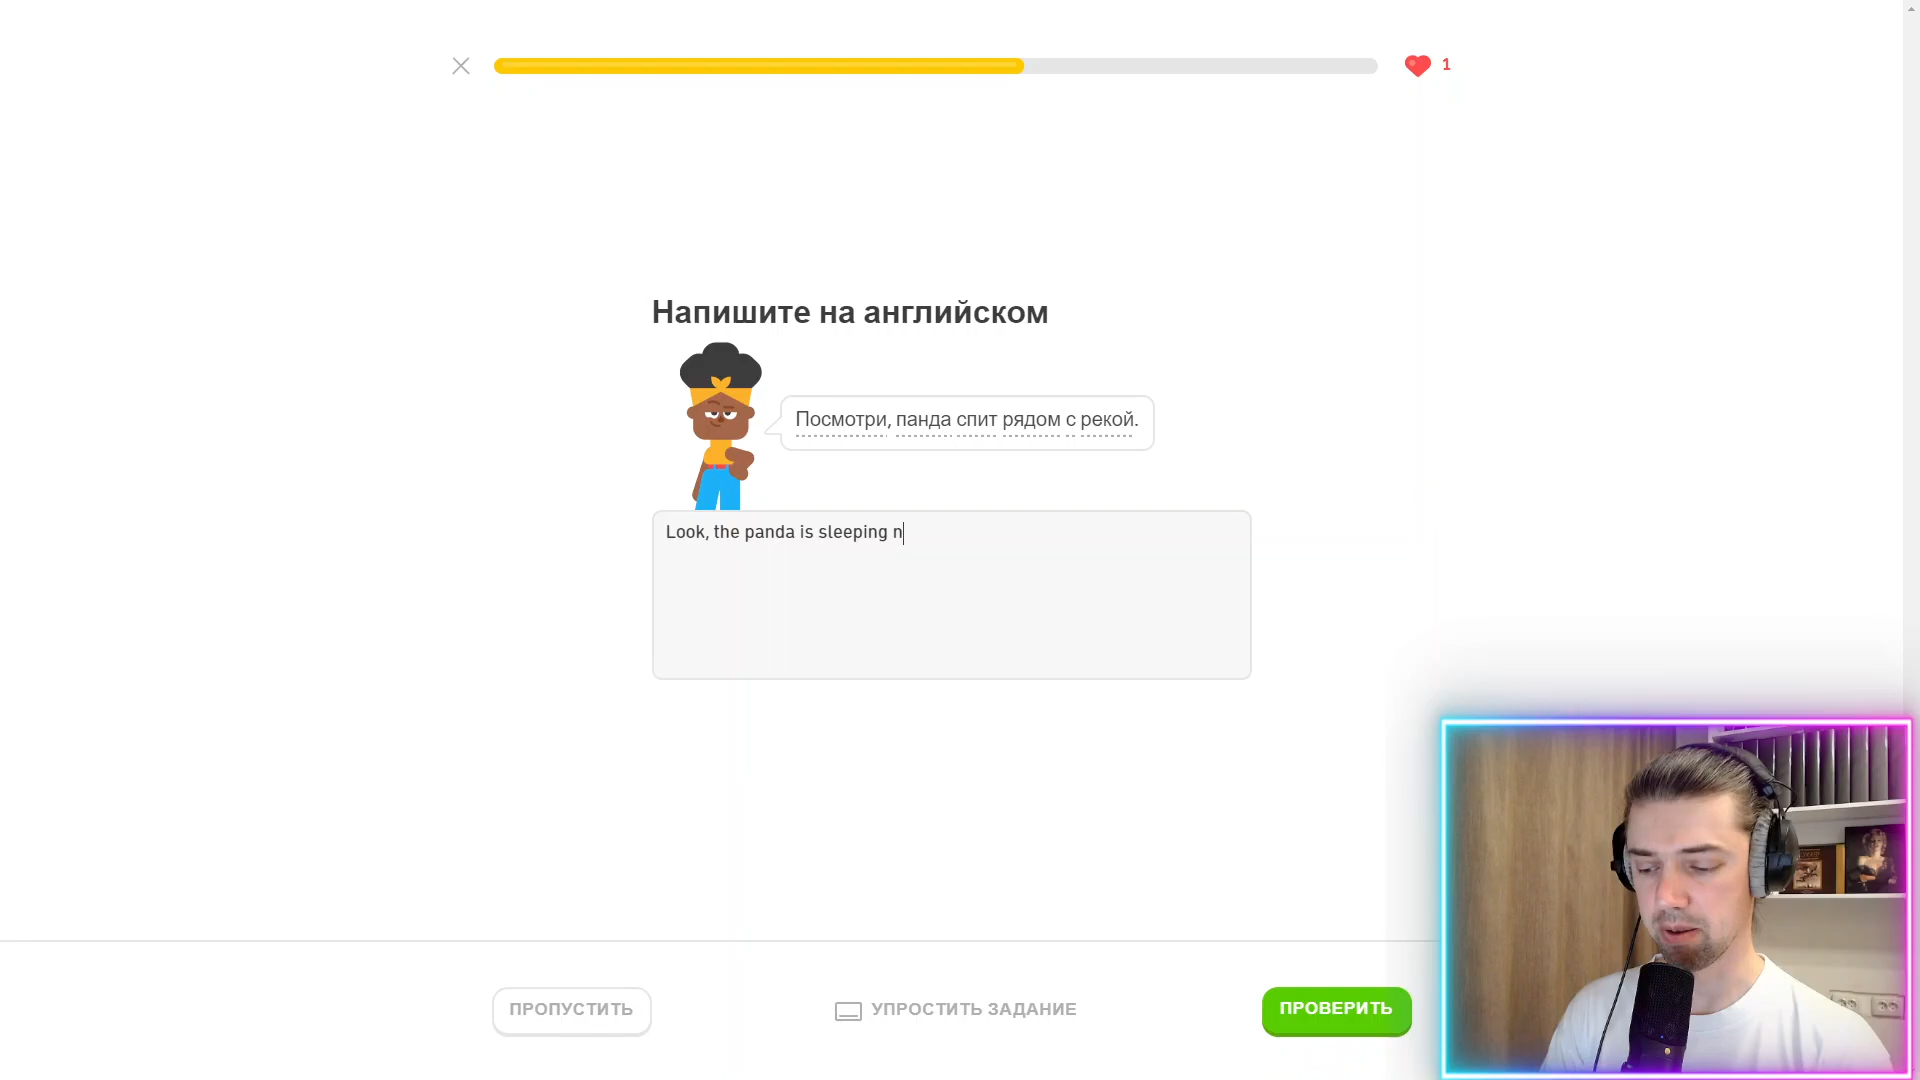 1
Напишите на английском
Посмотри, панда спит рядом с рекой.
Look, the panda is sleeping n
ПРОПУСТИТЬ
УПРОСТИТЬ ЗАДАНИЕ
ПРОВЕРИТЬ